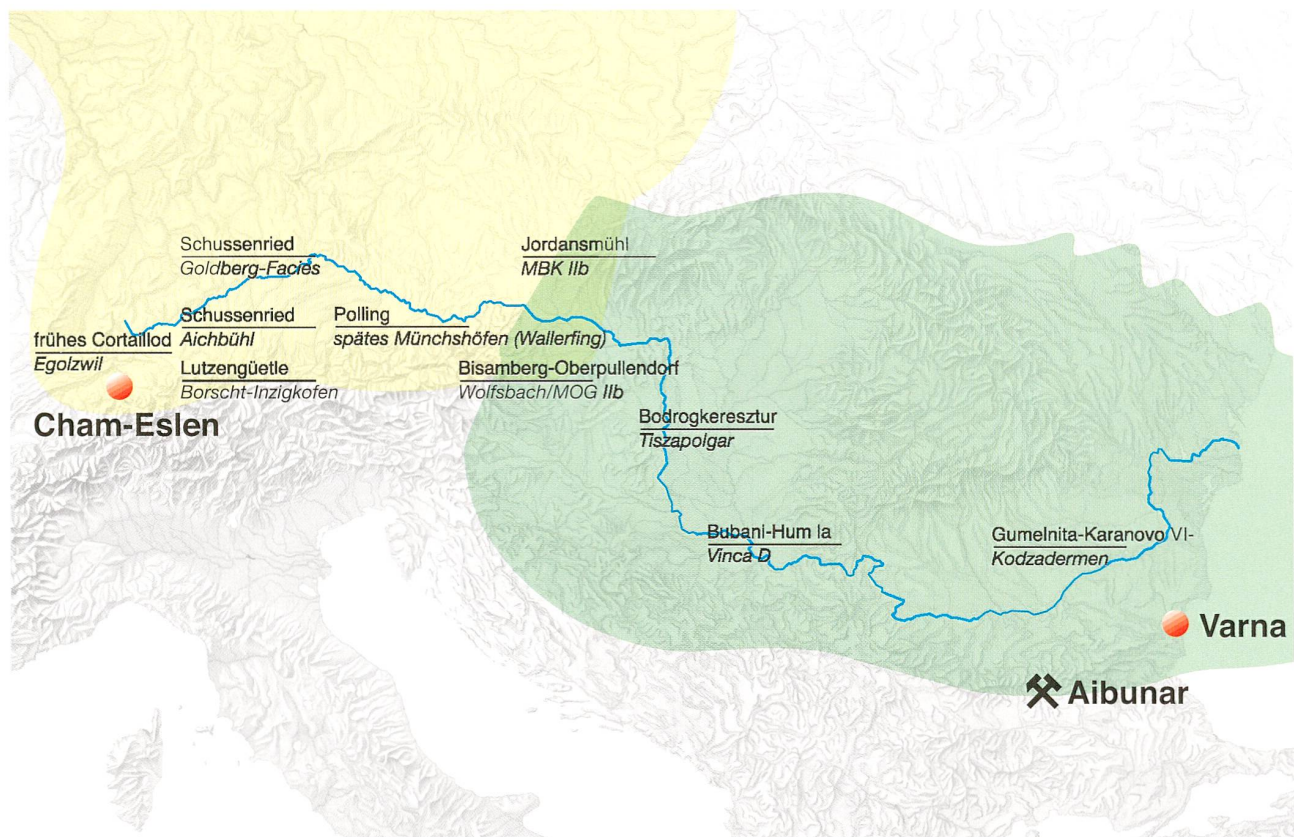 Schussenried
Goldberg-Facies
Jordansmühl
MBK IIb
Schussenried
Aichbühl
Polling
spätes Münchshöfen (Wallerfing)
frühes Cortaillod
Egolzwil
Lutzengüetle
Borscht-Inzigkofen
Bisamberg-Oberpullendorf
Wolfsbach/MOG IIb
Cham-Eslen
Bodrogkeresztur
Tiszapolgar
Bubani-Hum Ia
Vinca D
Gumelnita-Karanovo VI-
Kodzadermen
Varna
Aibunar